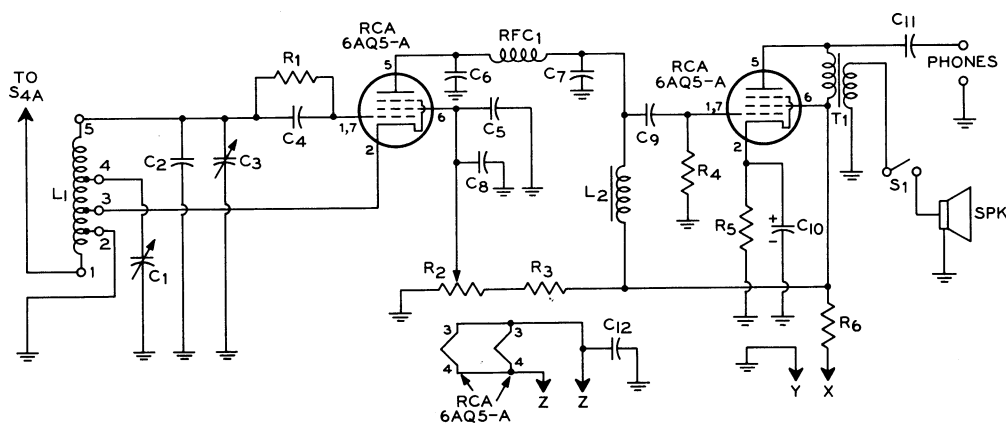 TO
S4A
5
4
3
2
1
L1
C1
C2
C3
R1
C4
RCA
6AQ5-A
5
1,7
6
2
C6
RFC1
C7
C5
C8
R2
R3
L2
C9
R4
RCA
6AQ5-A
5
1,7
6
2
R5
+
−
C10
T1
C11
PHONES
S1
SPK
R6
Y
X
3
3
4
4
C12
Z
Z
RCA
6AQ5-A